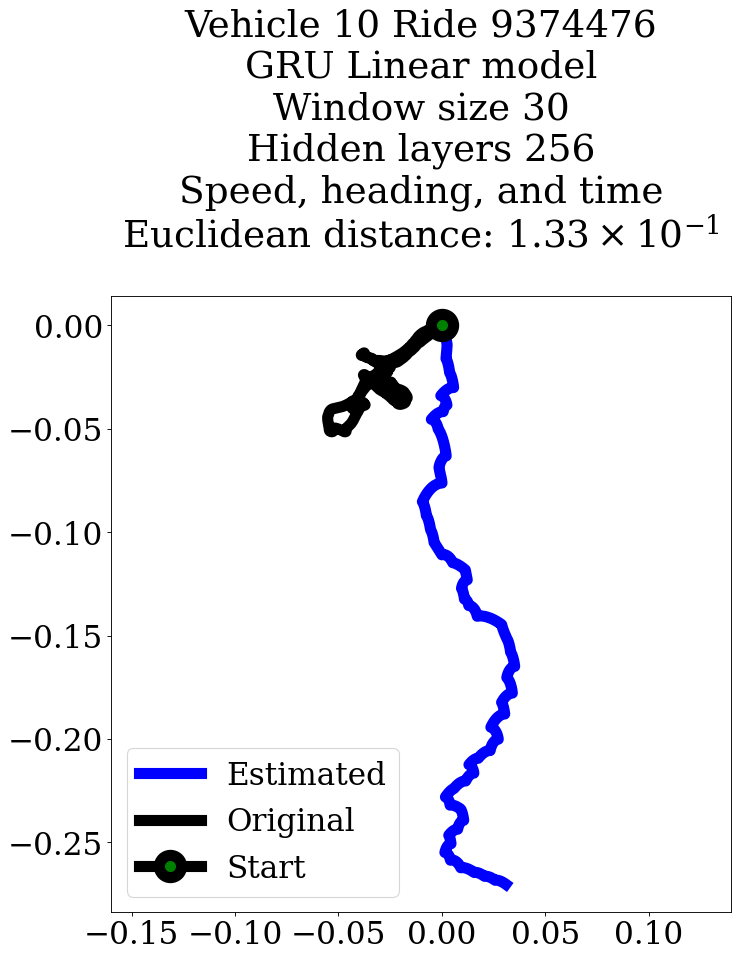 Vehicle 10 Ride 9374476
GRU Linear model
Window size 30
Hidden layers 256
Speed, heading, and time
Euclidean distance: 1.33 × 10⁻¹
0.00
−0.05
−0.10
−0.15
−0.20
−0.25
Estimated
Original
Start
−0.15 −0.10 −0.05 0.00 0.05 0.10